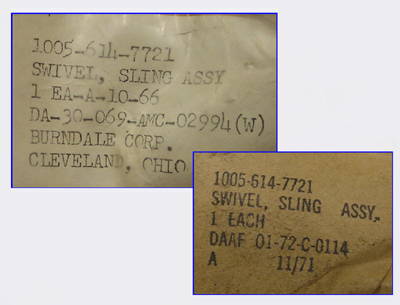 1005-614-7721
SWIVEL, SLING ASSY
1 EA-A-10-66
DA-30-069-AMC-02994(W)
BURNDALE CORP.
CLEVELAND, OHIO
1005-614-7721
SWIVEL, SLING ASSY,
1 EACH
DAAF 01-72-C-0114
A 11/71